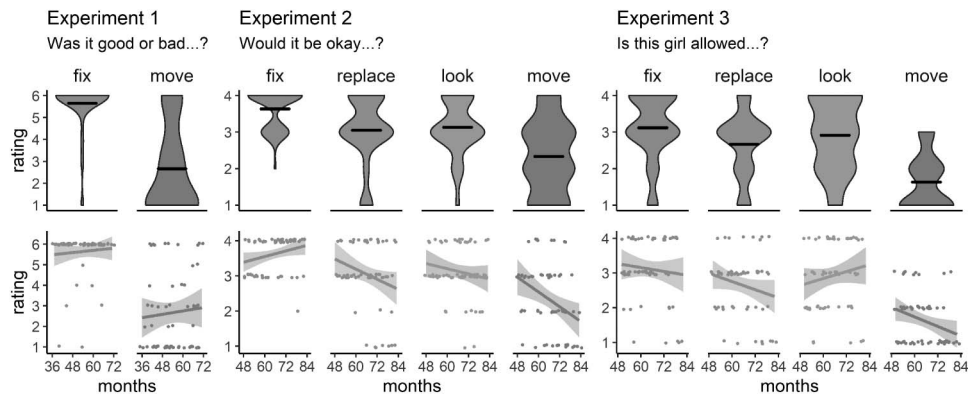 Experiment 1 Experiment 2 Experiment 3
Was it good or bad...? Would it be okay...? Is this girl allowed...?
fix move fix replace look move fix replace look move
6 4 4
5
4 3 3
3 2 2
2
1 1 1
rating
6 4 4
5
4 3 3
3 2 2
2
1 1 1
rating
36 48 60 72 36 48 60 72 48 60 72 84 48 60 72 84 48 60 72 84 48 60 72 84 48 60 72 84 48 60 72 84 48 60 72 84 48 60 72 84
months months months